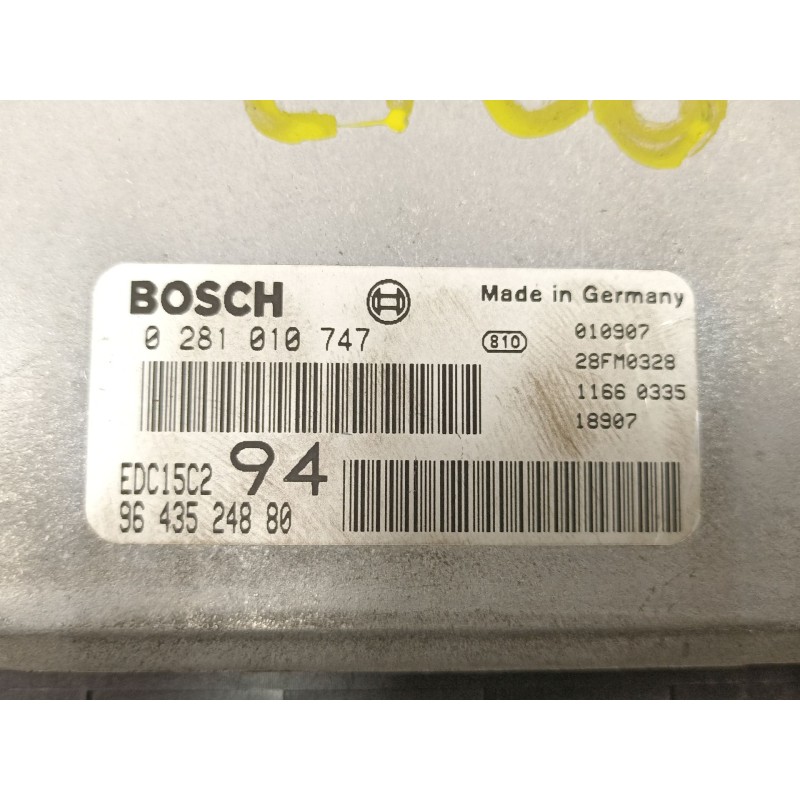 BOSCH
Made in Germany
0 281 010 747
810
010907
28FM0328
1166 0335
18907
EDC15C2 94
96 435 248 80